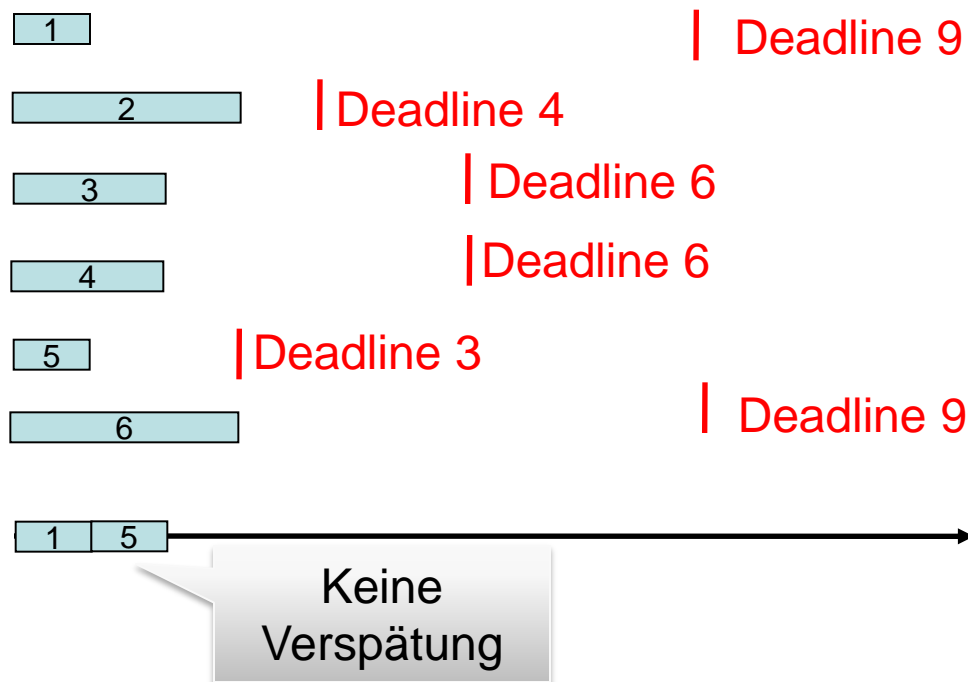 1
Deadline 9
2
Deadline 4
3
Deadline 6
4
Deadline 6
5
Deadline 3
6
Deadline 9
1 5
Keine
Verspätung